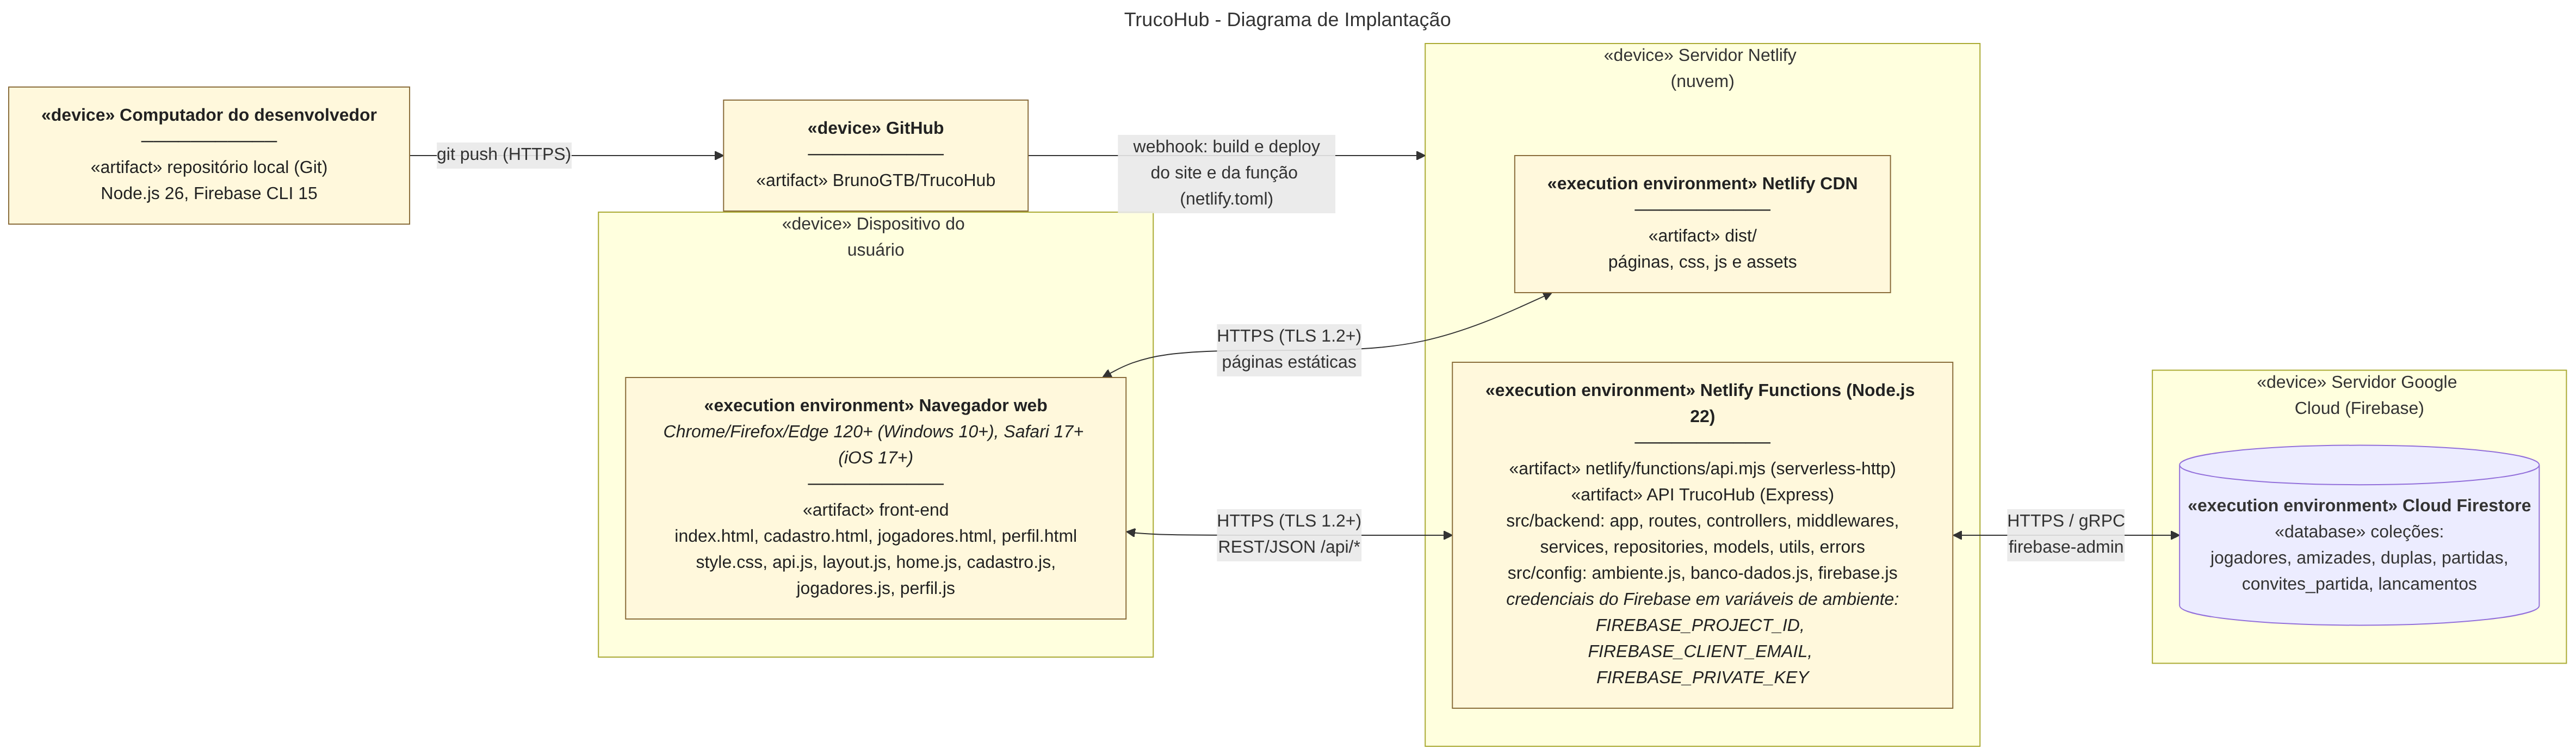 TrucoHub - Diagrama de Implantação
«device» Computador do desenvolvedor
«artifact» repositório local (Git)
Node.js 26, Firebase CLI 15
git push (HTTPS)
«device» GitHub
«artifact» BrunoGTB/TrucoHub
webhook: build e deploy
do site e da função
(netlify.toml)
«device» Servidor Netlify
(nuvem)
«execution environment» Netlify CDN
«artifact» dist/
páginas, css, js e assets
«device» Dispositivo do
usuário
«execution environment» Navegador web
Chrome/Firefox/Edge 120+ (Windows 10+), Safari 17+
(iOS 17+)
«artifact» front-end
index.html, cadastro.html, jogadores.html, perfil.html
style.css, api.js, layout.js, home.js, cadastro.js,
jogadores.js, perfil.js
HTTPS (TLS 1.2+)
páginas estáticas
HTTPS (TLS 1.2+)
REST/JSON /api/*
«execution environment» Netlify Functions (Node.js
22)
«artifact» netlify/functions/api.mjs (serverless-http)
«artifact» API TrucoHub (Express)
src/backend: app, routes, controllers, middlewares,
services, repositories, models, utils, errors
src/config: ambiente.js, banco-dados.js, firebase.js
credenciais do Firebase em variáveis de ambiente:
FIREBASE_PROJECT_ID,
FIREBASE_CLIENT_EMAIL,
FIREBASE_PRIVATE_KEY
HTTPS / gRPC
firebase-admin
«device» Servidor Google
Cloud (Firebase)
«execution environment» Cloud Firestore
«database» coleções:
jogadores, amizades, duplas, partidas,
convites_partida, lancamentos